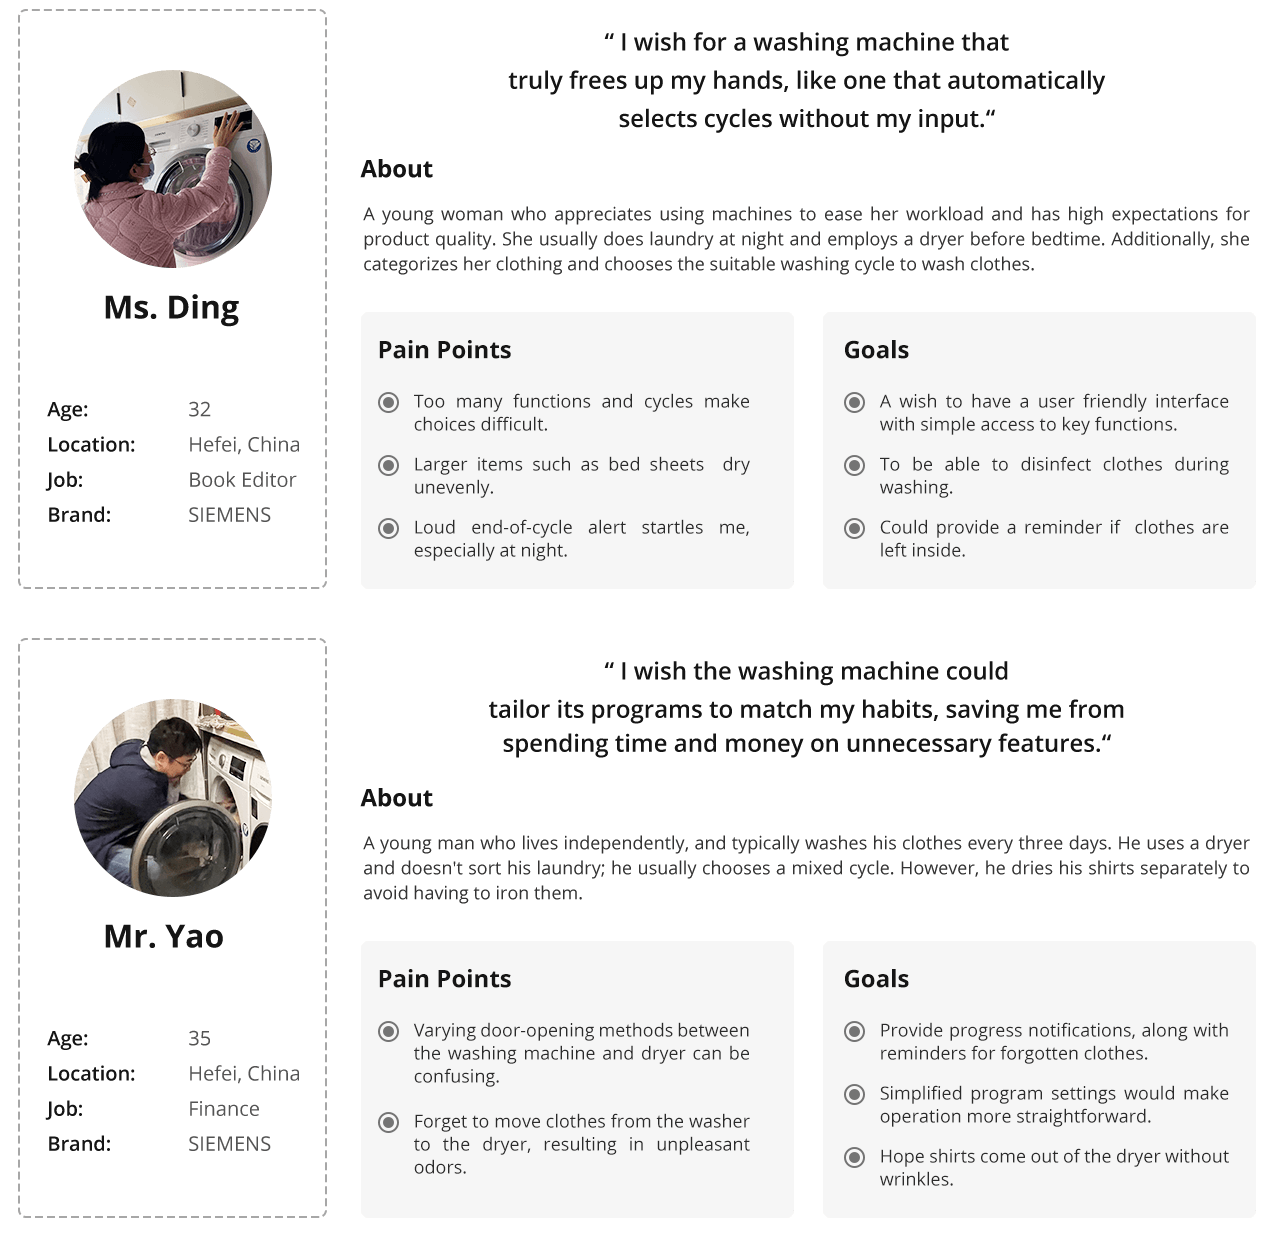 “ I wish for a washing machine that
truly frees up my hands, like one that automatically
selects cycles without my input.“
About
A young woman who appreciates using machines to ease her workload and has high expectations for
product quality. She usually does laundry at night and employs a dryer before bedtime. Additionally, she
categorizes her clothing and chooses the suitable washing cycle to wash clothes.
Ms. Ding
Age: 32
Location: Hefei, China
Job: Book Editor
Brand: SIEMENS
Pain Points
Too many functions and cycles make
choices difficult.
Larger items such as bed sheets dry
unevenly.
Loud end-of-cycle alert startles me,
especially at night.
Goals
A wish to have a user friendly interface
with simple access to key functions.
To be able to disinfect clothes during
washing.
Could provide a reminder if clothes are
left inside.
“ I wish the washing machine could
tailor its programs to match my habits, saving me from
spending time and money on unnecessary features.“
About
A young man who lives independently, and typically washes his clothes every three days. He uses a dryer
and doesn't sort his laundry; he usually chooses a mixed cycle. However, he dries his shirts separately to
avoid having to iron them.
Mr. Yao
Age: 35
Location: Hefei, China
Job: Finance
Brand: SIEMENS
Pain Points
Varying door-opening methods between
the washing machine and dryer can be
confusing.
Forget to move clothes from the washer
to the dryer, resulting in unpleasant
odors.
Goals
Provide progress notifications, along with
reminders for forgotten clothes.
Simplified program settings would make
operation more straightforward.
Hope shirts come out of the dryer without
wrinkles.